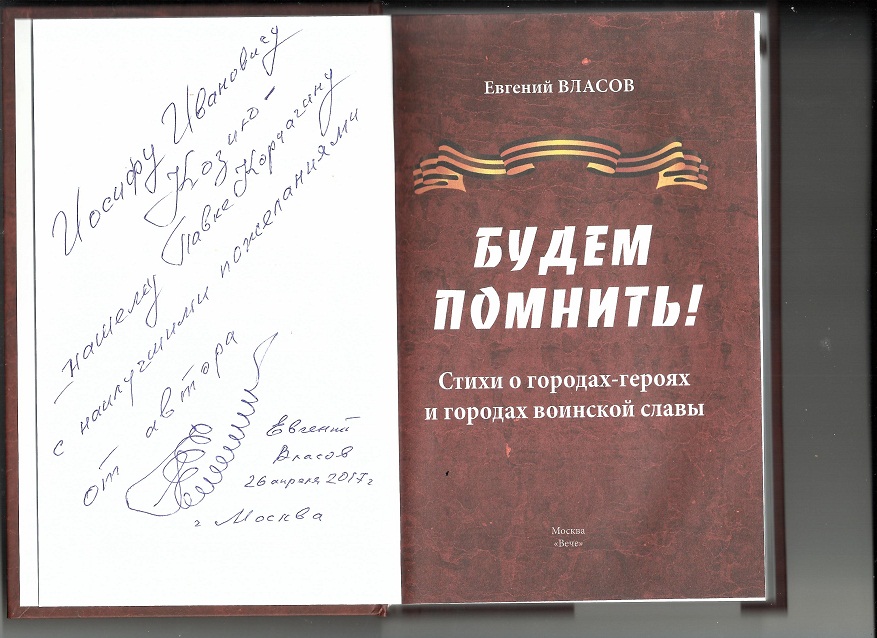 Иосифу Ивановичу
Козино-
нашему Павке Корчагину
с наилучшими пожеланиями
от автора
Евгений
Власов
26 апреля 2017 г
г Москва
Евгений ВЛАСОВ
БУДЕМ
ПОМНИТЬ!
Стихи о городах-героях
и городах воинской славы
Москва
«Вече»